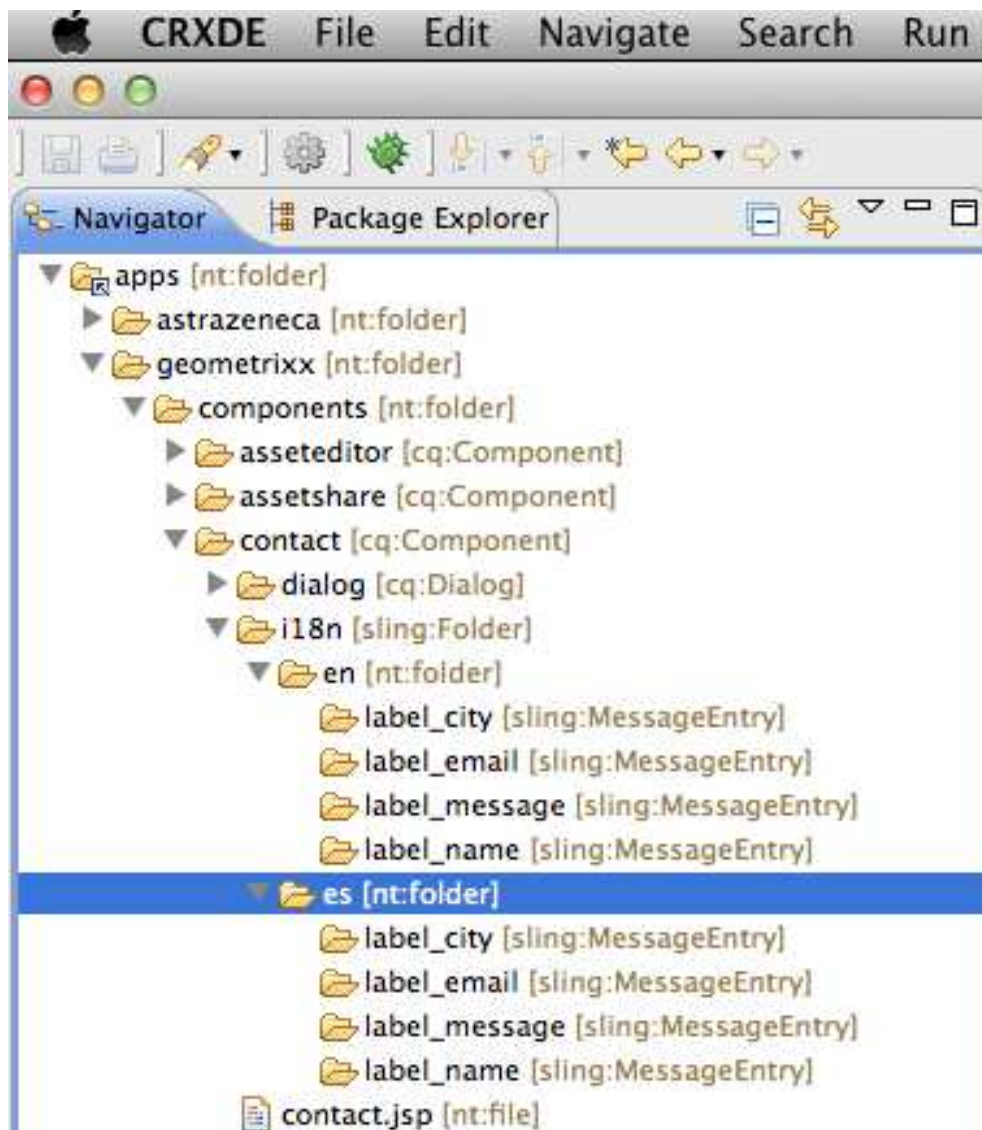 CRXDE File Edit Navigate Search Run
Navigator Package Explorer
apps [nt:folder]
astrazeneca [nt:folder]
geometrixx [nt:folder]
components [nt:folder]
asseteditor [cq:Component]
assetshare [cq:Component]
contact [cq:Component]
dialog [cq:Dialog]
i18n [sling:Folder]
en [nt:folder]
label_city [sling:MessageEntry]
label_email [sling:MessageEntry]
label_message [sling:MessageEntry]
label_name [sling:MessageEntry]
es [nt:folder]
label_city [sling:MessageEntry]
label_email [sling:MessageEntry]
label_message [sling:MessageEntry]
label_name [sling:MessageEntry]
contact.jsp [nt:file]